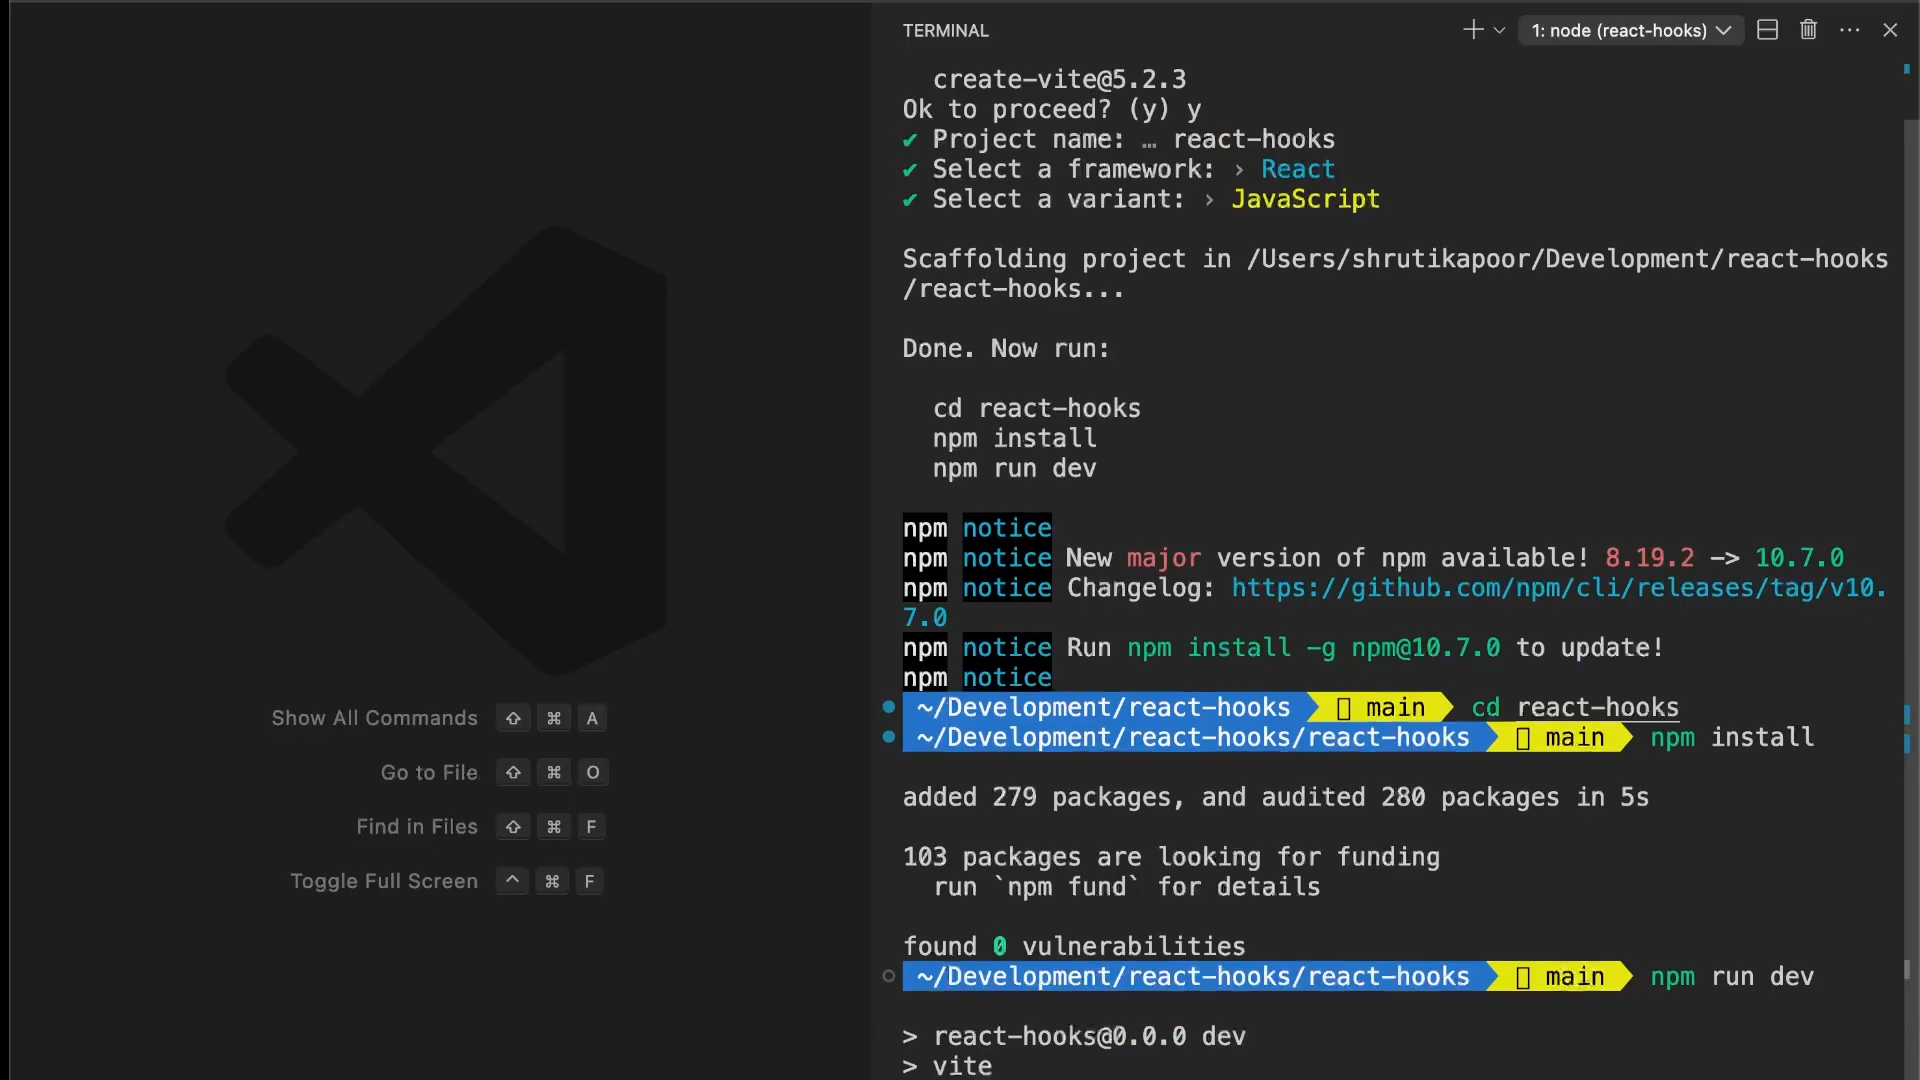 TERMINAL
1: node (react-hooks)
create-vite@5.2.3
Ok to proceed? (y) y
✔ Project name: … react-hooks
✔ Select a framework: › React
✔ Select a variant: › JavaScript
Scaffolding project in /Users/shrutikapoor/Development/react-hooks
/react-hooks...
Done. Now run:
cd react-hooks
npm install
npm run dev
npm notice
npm notice New major version of npm available! 8.19.2 -> 10.7.0
npm notice Changelog: https://github.com/npm/cli/releases/tag/v10.
7.0
npm notice Run npm install -g npm@10.7.0 to update!
npm notice
~/Development/react-hooks main cd react-hooks
~/Development/react-hooks/react-hooks main npm install
added 279 packages, and audited 280 packages in 5s
103 packages are looking for funding
run `npm fund` for details
found 0 vulnerabilities
~/Development/react-hooks/react-hooks main npm run dev
> react-hooks@0.0.0 dev
> vite
Show All Commands ⇧ ⌘ A
Go to File ⇧ ⌘ O
Find in Files ⇧ ⌘ F
Toggle Full Screen ^ ⌘ F